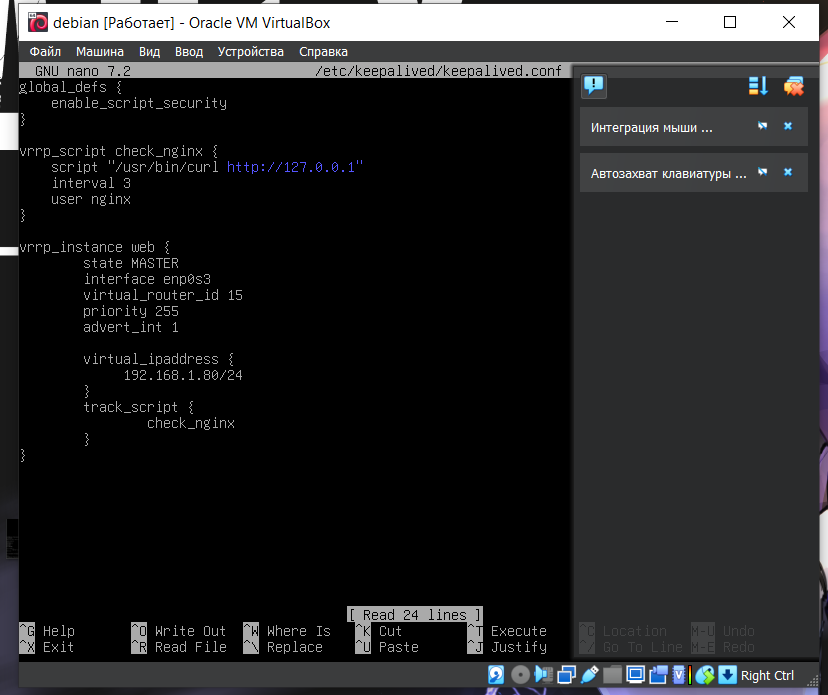 debian [Работает] - Oracle VM VirtualBox
Файл Машина Вид Ввод Устройства Справка
GNU nano 7.2 /etc/keepalived/keepalived.conf
global_defs {
enable_script_security
}
vrrp_script check_nginx {
script "/usr/bin/curl http://127.0.0.1"
interval 3
user nginx
}
vrrp_instance web {
state MASTER
interface enp0s3
virtual_router_id 15
priority 255
advert_int 1
virtual_ipaddress {
192.168.1.80/24
}
track_script {
check_nginx
}
}
Интеграция мыши ...
Автозахват клавиатуры ...
[ Read 24 lines ]
^G Help ^O Write Out ^W Where Is ^K Cut ^T Execute ^C Location M-U Undo
^X Exit ^R Read File ^\ Replace ^U Paste ^J Justify ^/ Go To Line M-E Redo
Right Ctrl